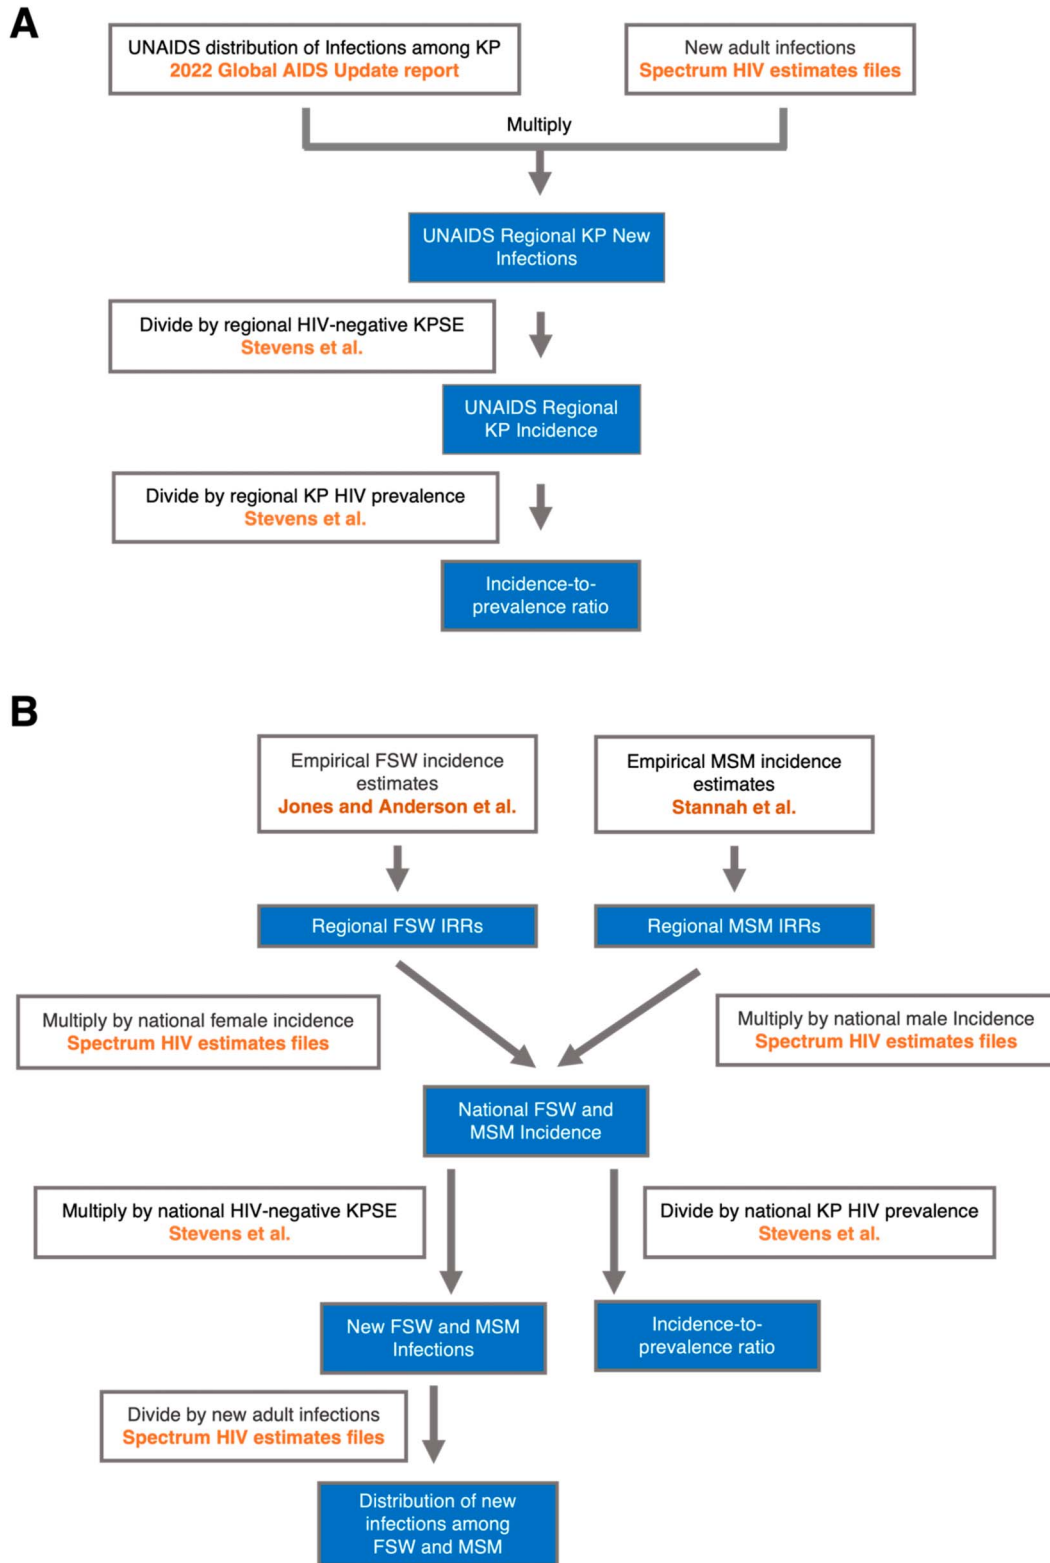 A
UNAIDS distribution of Infections among KP
2022 Global AIDS Update report
New adult infections
Spectrum HIV estimates files
Multiply
UNAIDS Regional KP New
Infections
Divide by regional HIV-negative KPSE
Stevens et al.
UNAIDS Regional
KP Incidence
Divide by regional KP HIV prevalence
Stevens et al.
Incidence-to-
prevalence ratio
B
Empirical FSW incidence
estimates
Jones and Anderson et al.
Empirical MSM incidence
estimates
Stannah et al.
Regional FSW IRRs
Regional MSM IRRs
Multiply by national female incidence
Spectrum HIV estimates files
Multiply by national male Incidence
Spectrum HIV estimates files
National FSW and
MSM Incidence
Multiply by national HIV-negative KPSE
Stevens et al.
Divide by national KP HIV prevalence
Stevens et al.
New FSW and MSM
Infections
Incidence-to-
prevalence ratio
Divide by new adult infections
Spectrum HIV estimates files
Distribution of new
infections among
FSW and MSM